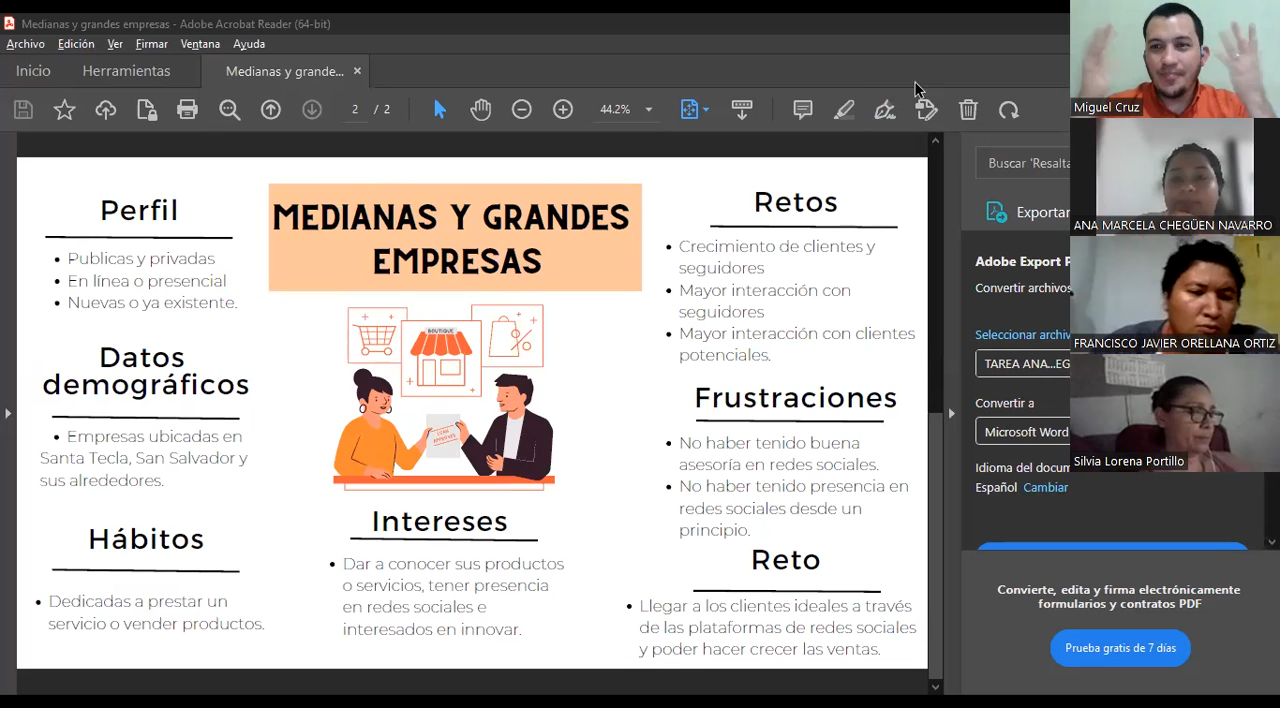 Medianas y grandes empresas - Adobe Acrobat Reader (64-bit)
Archivo Edición Ver Firmar Ventana Ayuda
Inicio Herramientas Medianas y grande... ×
2 / 2 44.2%
Perfil
Publicas y privadas
En línea o presencial
Nuevas o ya existente.
Datos
demográficos
Empresas ubicadas en
Santa Tecla, San Salvador y
sus alrededores.
Hábitos
Dedicadas a prestar un
servicio o vender productos.
MEDIANAS Y GRANDES
EMPRESAS
BOUTIQUE
Intereses
Dar a conocer sus productos
o servicios, tener presencia
en redes sociales e
interesados en innovar.
Retos
Crecimiento de clientes y
seguidores
Mayor interacción con
seguidores
Mayor interacción con clientes
potenciales.
Frustraciones
No haber tenido buena
asesoría en redes sociales.
No haber tenido presencia en
redes sociales desde un
principio.
Reto
Llegar a los clientes ideales a través
de las plataformas de redes sociales
y poder hacer crecer las ventas.
Buscar 'Resalta
Exportar
Adobe Export P
Convertir archivos
Seleccionar archiv
TAREA ANA...EG
Convertir a
Microsoft Word
Idioma del docum
Español Cambiar
Convierte, edita y firma electrónicamente
formularios y contratos PDF
Prueba gratis de 7 días
Miguel Cruz
ANA MARCELA CHEGÜEN NAVARRO
FRANCISCO JAVIER ORELLANA ORTIZ
Silvia Lorena Portillo